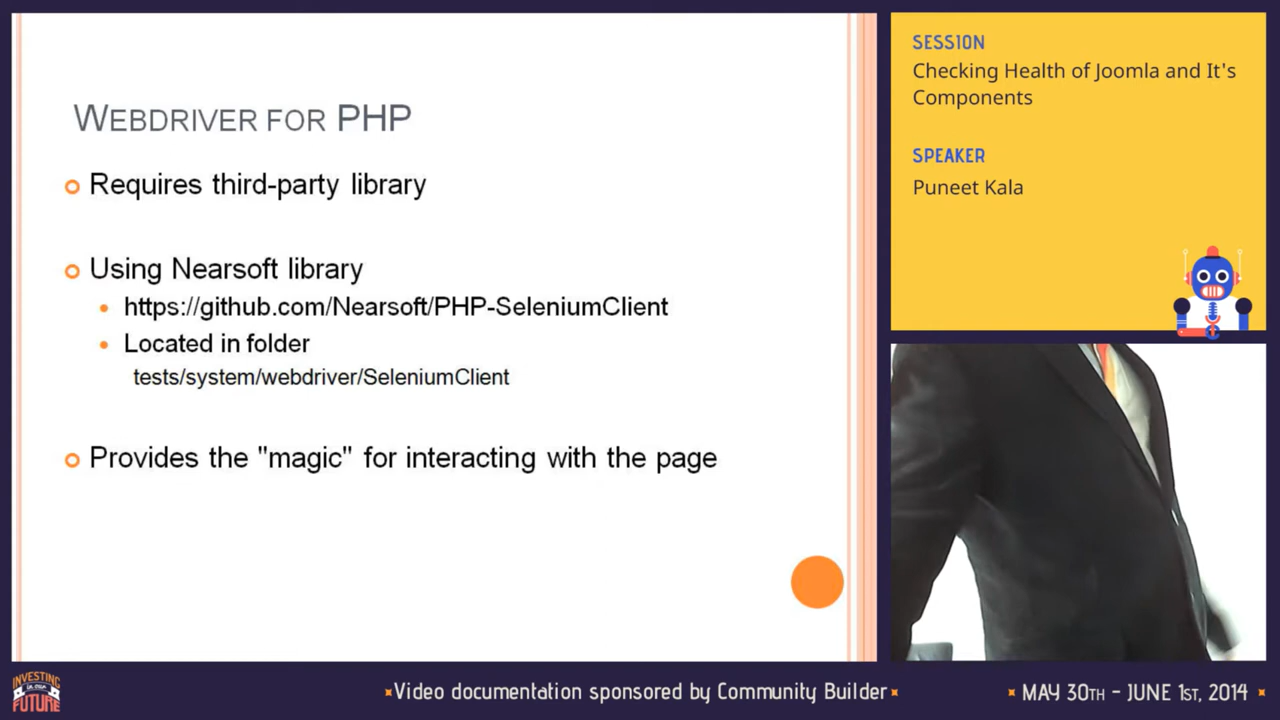 WEBDRIVER FOR PHP
Requires third-party library
Using Nearsoft library
https://github.com/Nearsoft/PHP-SeleniumClient
Located in folder
tests/system/webdriver/SeleniumClient
Provides the "magic" for interacting with the page
SESSION
Checking Health of Joomla and It's
Components
SPEAKER
Puneet Kala
INVESTING
in our
FUTURE
Video documentation sponsored by Community Builder
MAY 30TH - JUNE 1ST, 2014